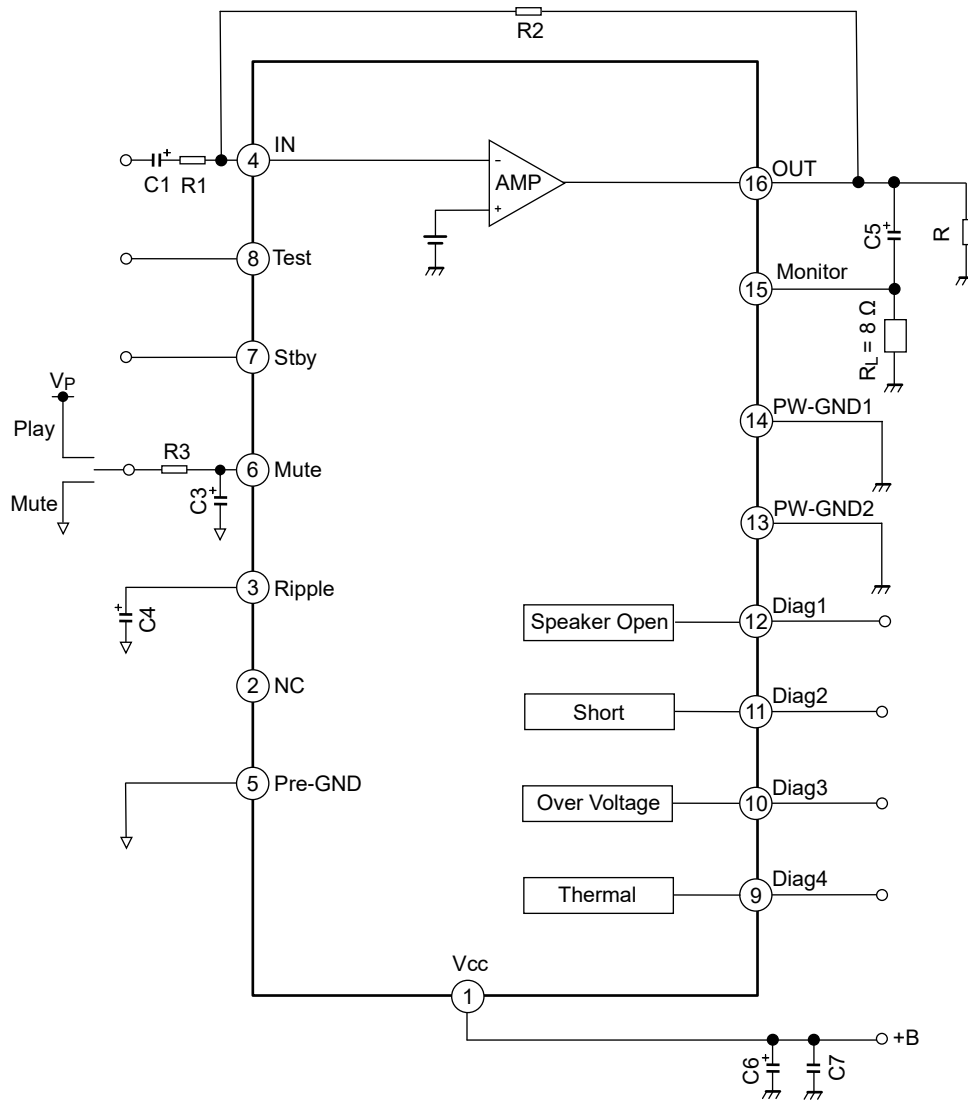 R2
IN
4
C1
R1
AMP
OUT
16
C5
R
8
Test
Monitor
15
RL = 8 Ω
7
Stby
VP
Play
Mute
R3
6
Mute
C3
PW-GND1
14
PW-GND2
13
3
Ripple
C4
Speaker Open
12
Diag1
2
NC
Short
11
Diag2
5
Pre-GND
Over Voltage
10
Diag3
Thermal
9
Diag4
Vcc
1
C6
C7
+B